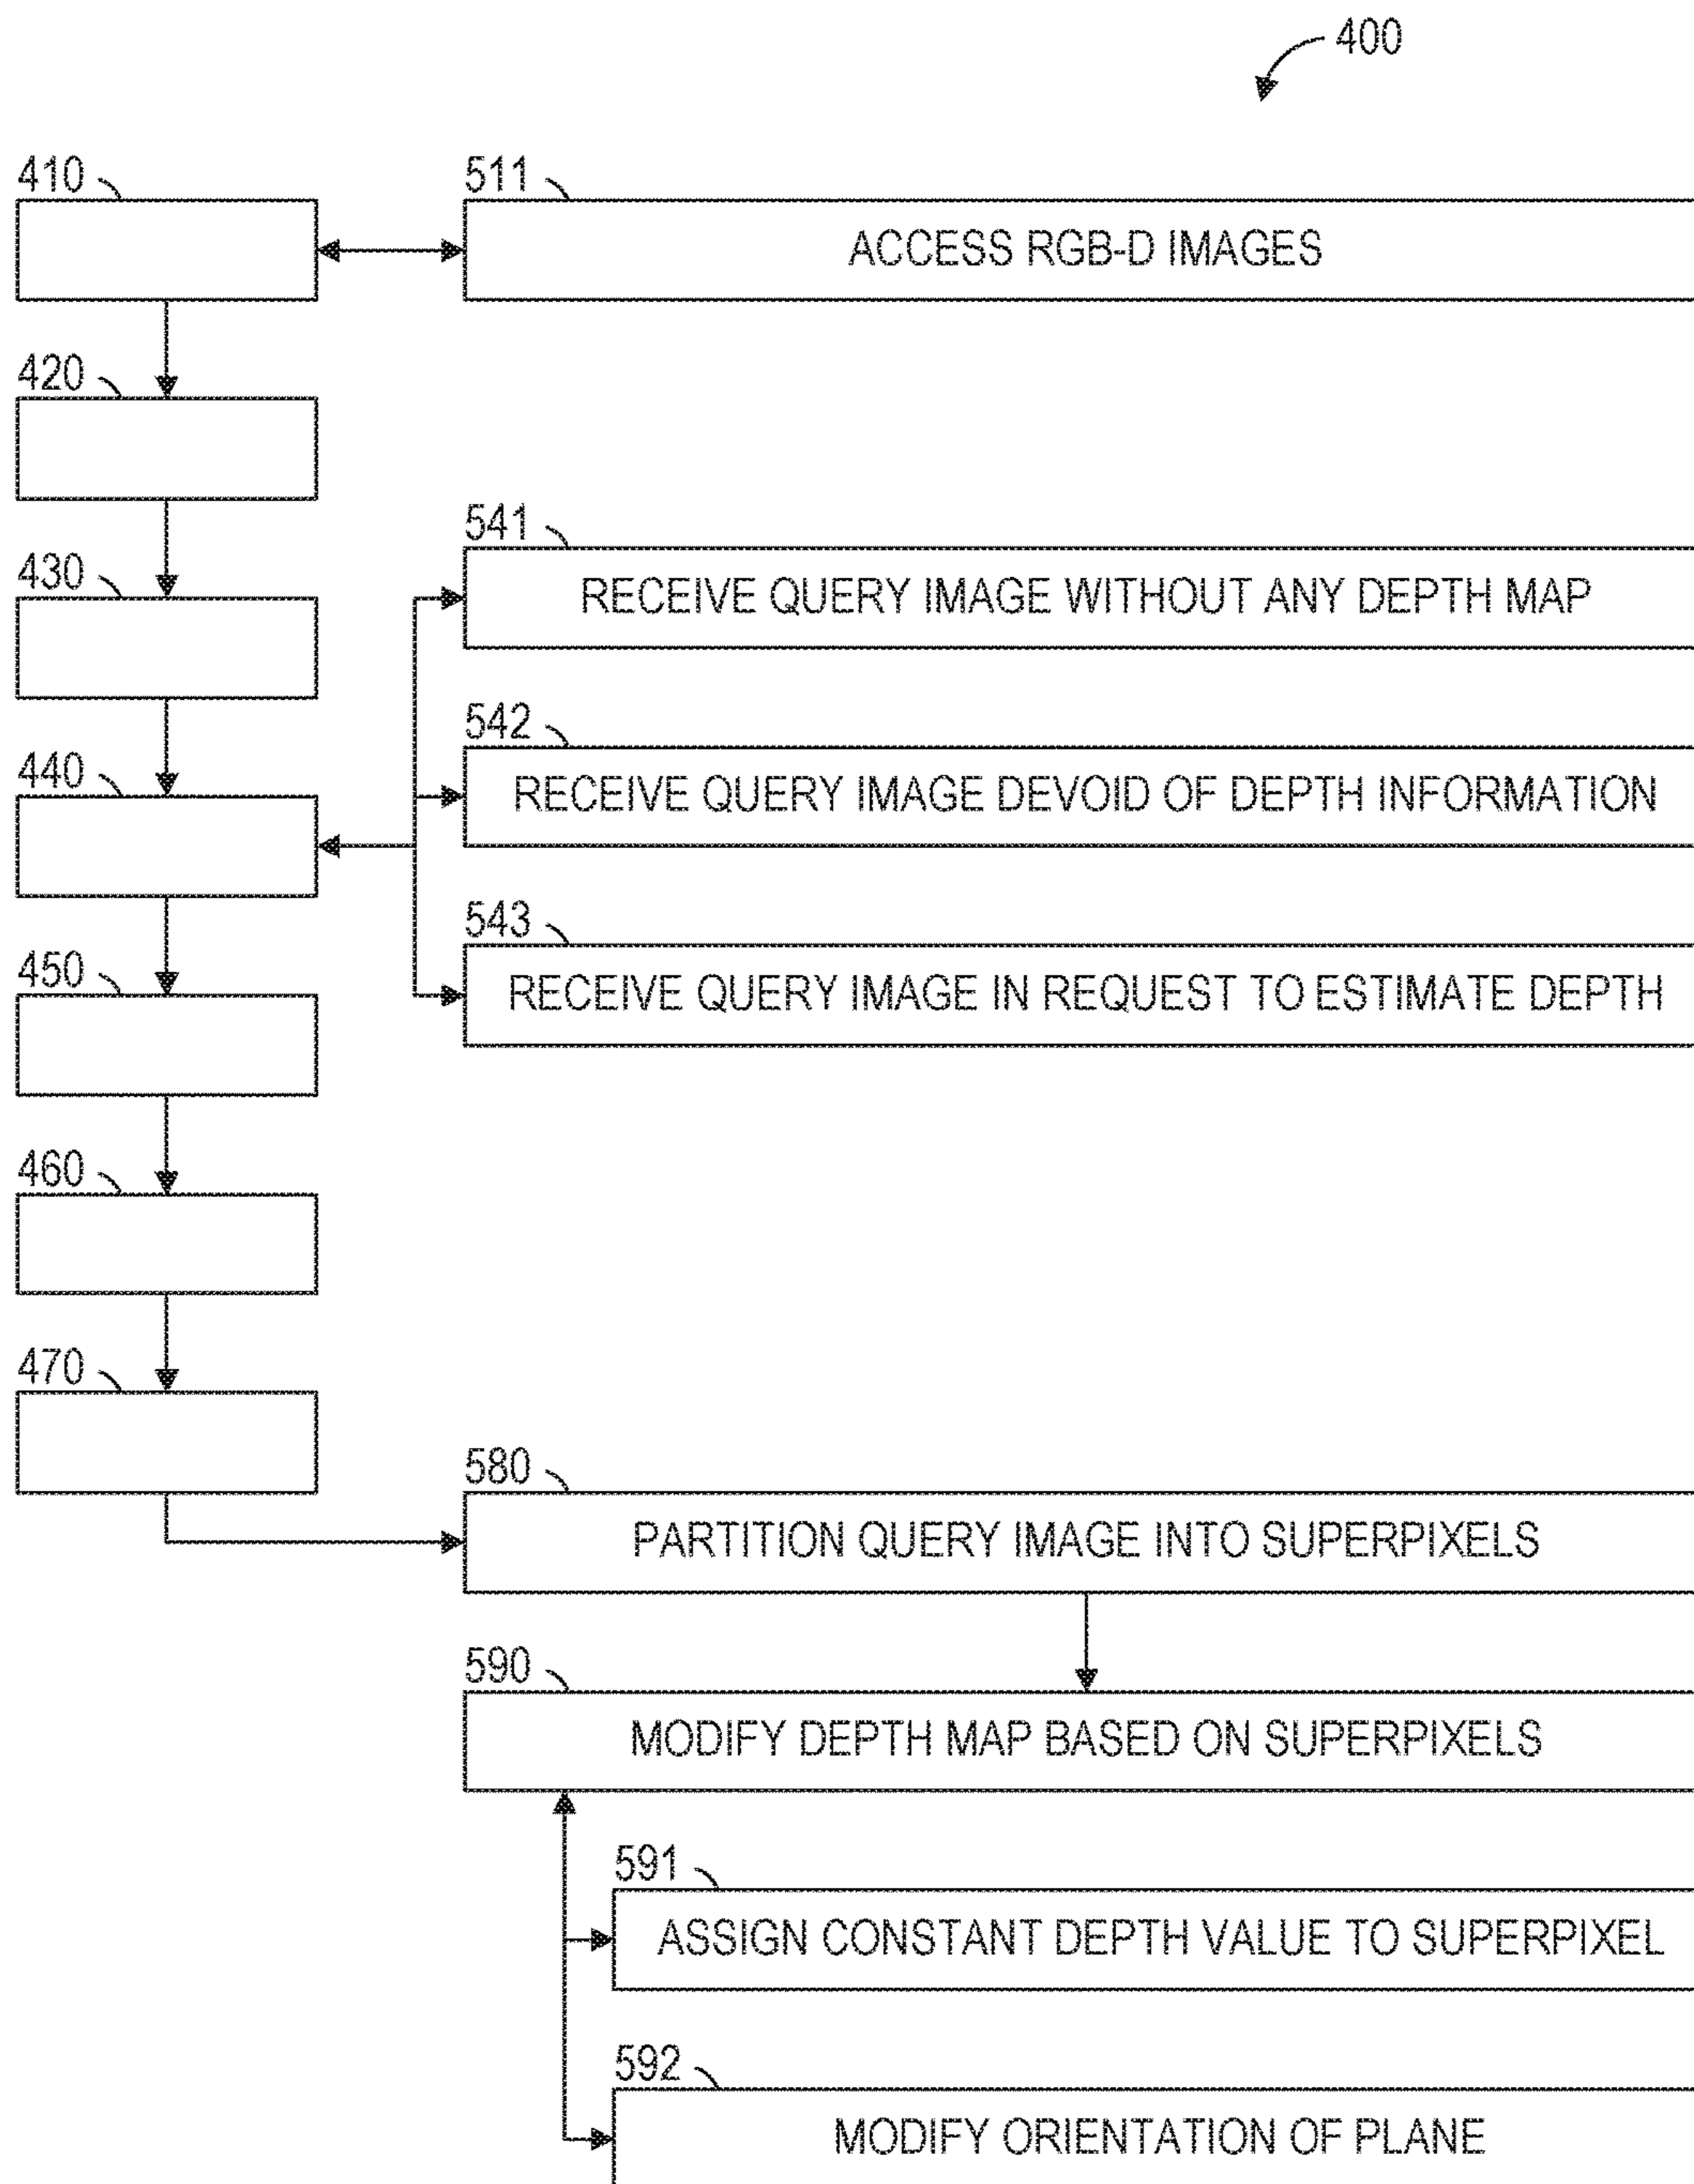 400
410
511
ACCESS RGB-D IMAGES
420
430
541
RECEIVE QUERY IMAGE WITHOUT ANY DEPTH MAP
440
542
RECEIVE QUERY IMAGE DEVOID OF DEPTH INFORMATION
543
RECEIVE QUERY IMAGE IN REQUEST TO ESTIMATE DEPTH
450
460
470
580
PARTITION QUERY IMAGE INTO SUPERPIXELS
590
MODIFY DEPTH MAP BASED ON SUPERPIXELS
591
ASSIGN CONSTANT DEPTH VALUE TO SUPERPIXEL
592
MODIFY ORIENTATION OF PLANE